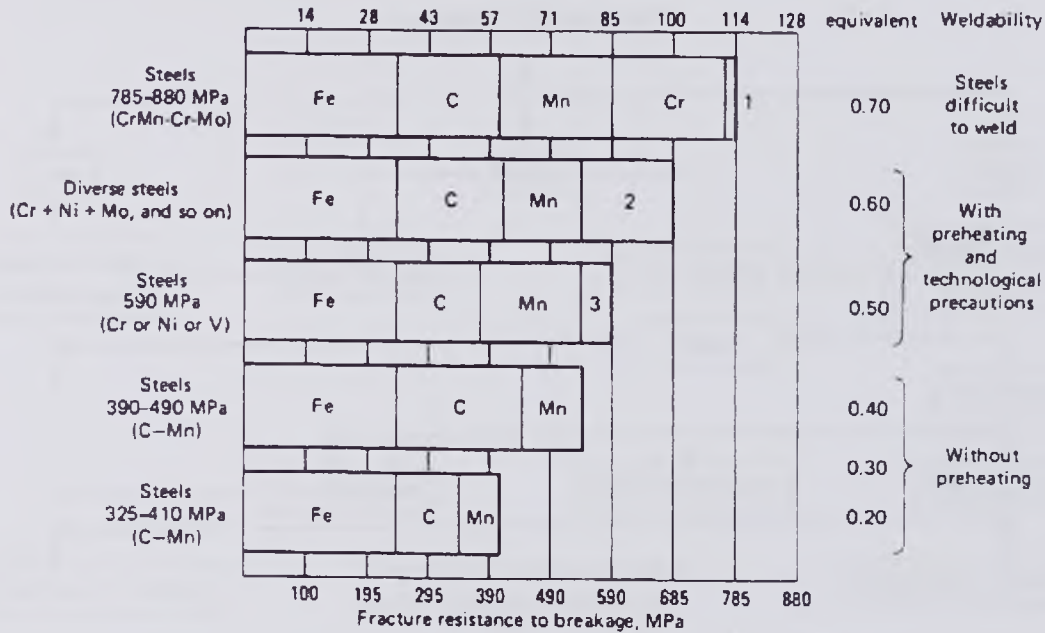 14 28 43 57 71 85 100 114 128 equivalent Weldability
Steels
785–880 MPa
(CrMn-Cr-Mo)
Fe C Mn Cr 1
0.70
Steels
difficult
to weld
Diverse steels
(Cr + Ni + Mo, and so on)
Fe C Mn 2
0.60
With
preheating
and
technological
precautions
Steels
590 MPa
(Cr or Ni or V)
Fe C Mn 3
0.50
Steels
390–490 MPa
(C–Mn)
Fe C Mn
0.40
0.30
Without
preheating
Steels
325–410 MPa
(C–Mn)
Fe C Mn
0.20
100 195 295 390 490 590 685 785 880
Fracture resistance to breakage, MPa